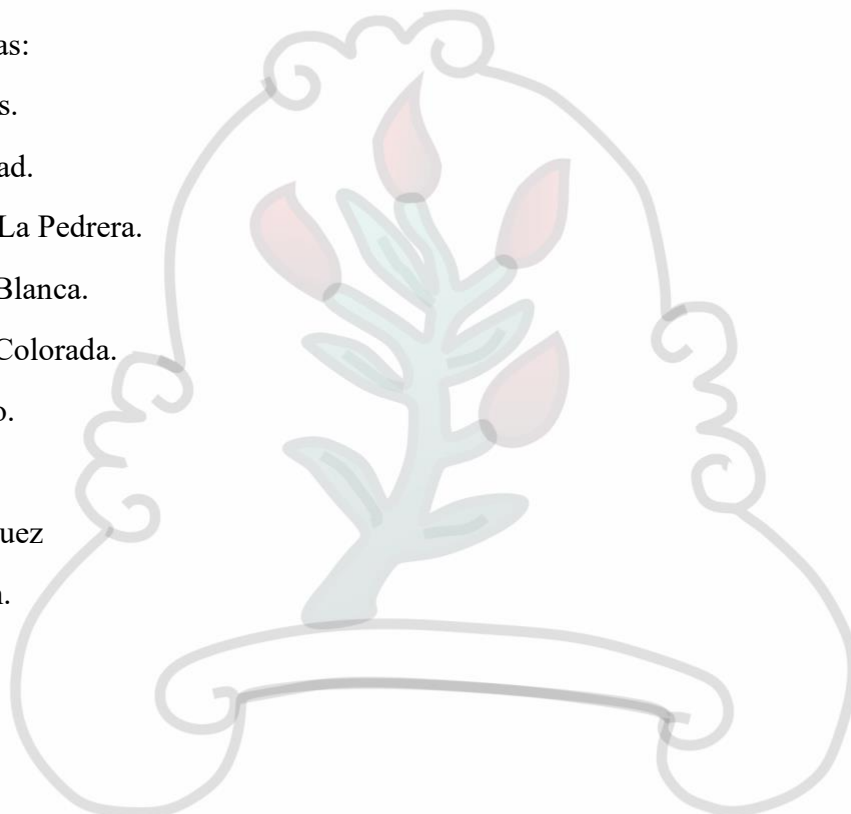 as:
s.
ad.
La Pedrera.
Blanca.
Colorada.
o.
uez
n.